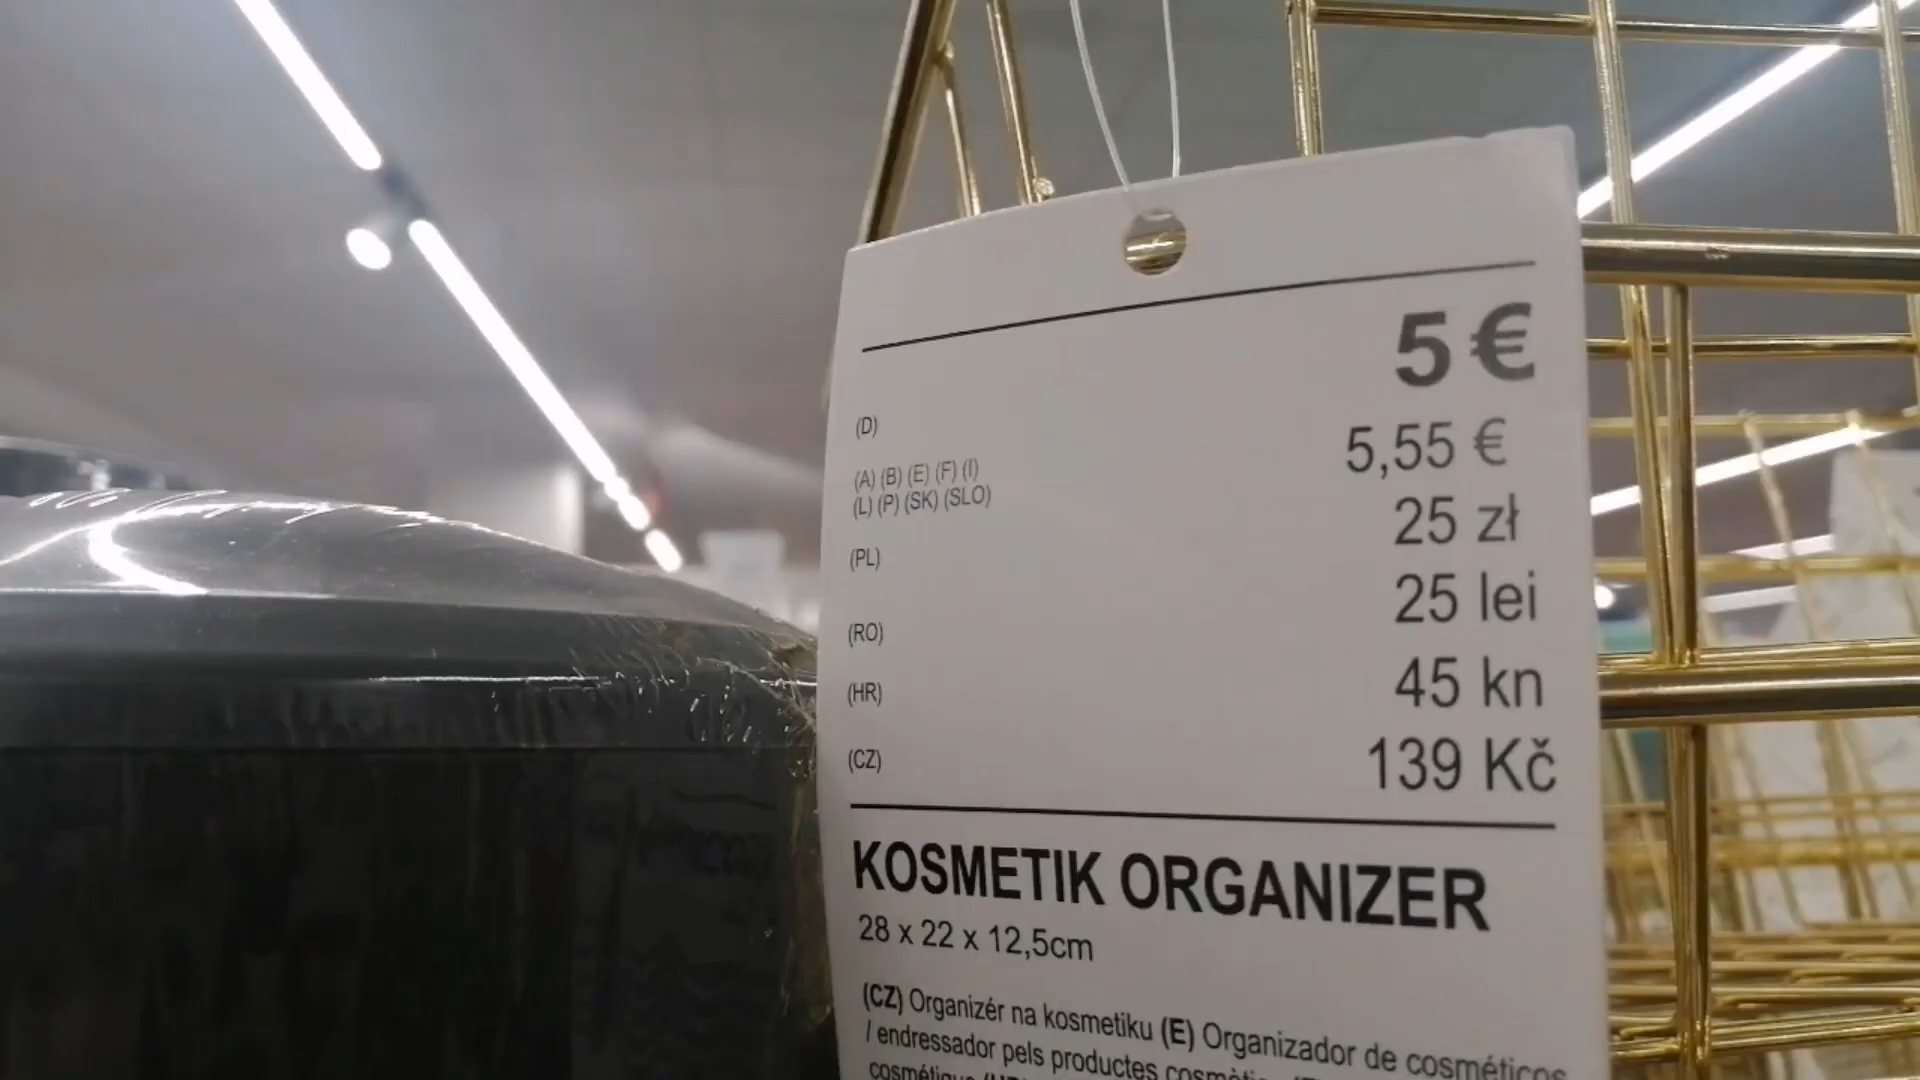 5 €
(D)
5,55 €
(A) (B) (E) (F) (I)
(L) (P) (SK) (SLO)
25 zł
(PL)
25 lei
(RO)
45 kn
(HR)
139 Kč
(CZ)
KOSMETIK ORGANIZER
28 x 22 x 12,5cm
(CZ) Organizér na kosmetiku (E) Organizador de cosméticos
/ endressador pels productes